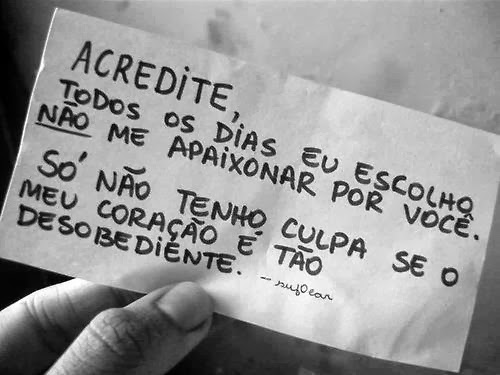 ACREDITE,
TODOS OS DIAS EU ESCOLHO
NÃO ME APAIXONAR POR VOCÊ.
SÓ NÃO TENHO CULPA SE O
MEU CORAÇÃO É TÃO
DESOBEDIENTE.